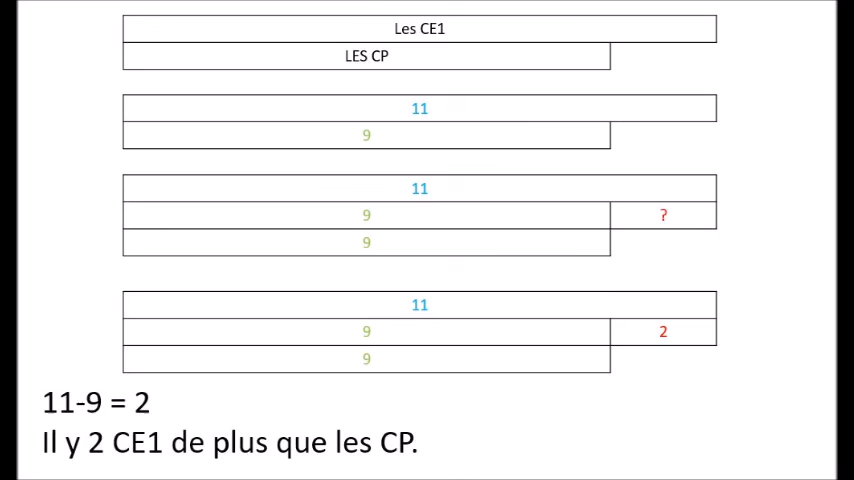 Les CE1
LES CP
11
9
11
9 ?
9
11
9 2
9
11-9 = 2
Il y 2 CE1 de plus que les CP.